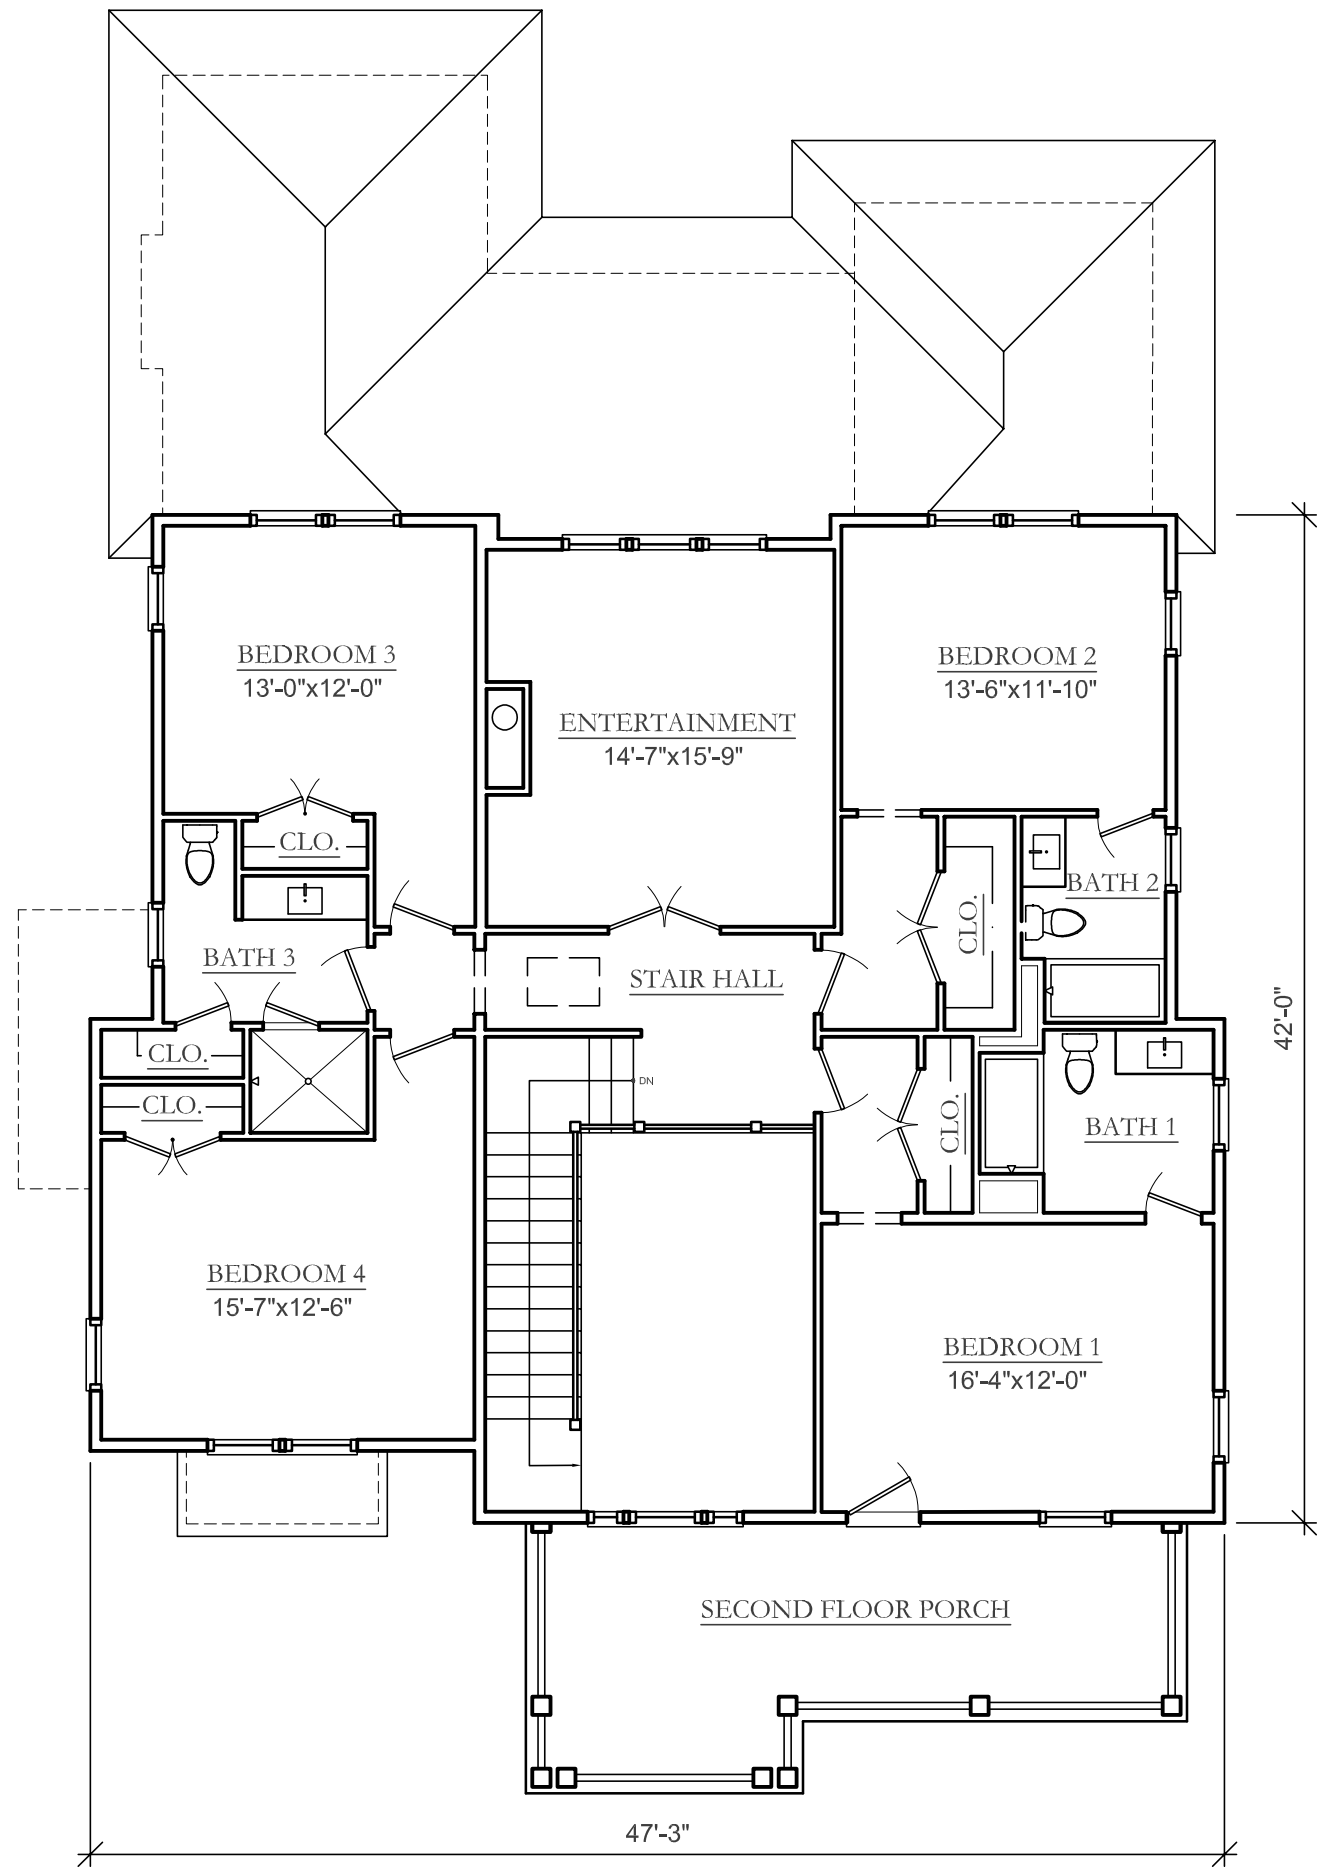 BEDROOM 3
13'-0"x12'-0"
BEDROOM 2
13'-6"x11'-10"
ENTERTAINMENT
14'-7"x15'-9"
CLO.
BATH 2
CLO.
BATH 3
STAIR HALL
42'-0"
CLO.
DN
CLO.
CLO.
BATH 1
BEDROOM 4
15'-7"x12'-6"
BEDROOM 1
16'-4"x12'-0"
SECOND FLOOR PORCH
47'-3"